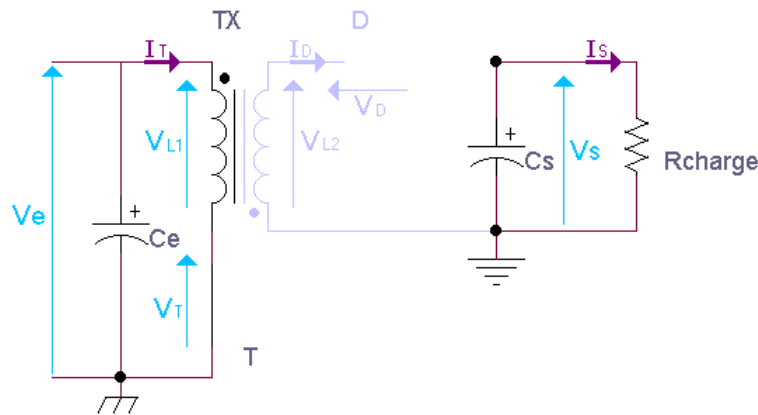 TX
D
IT
ID
IS
VD
VL1
VL2
+
Cs
Vs
Rcharge
Ve
+
Ce
VT
T